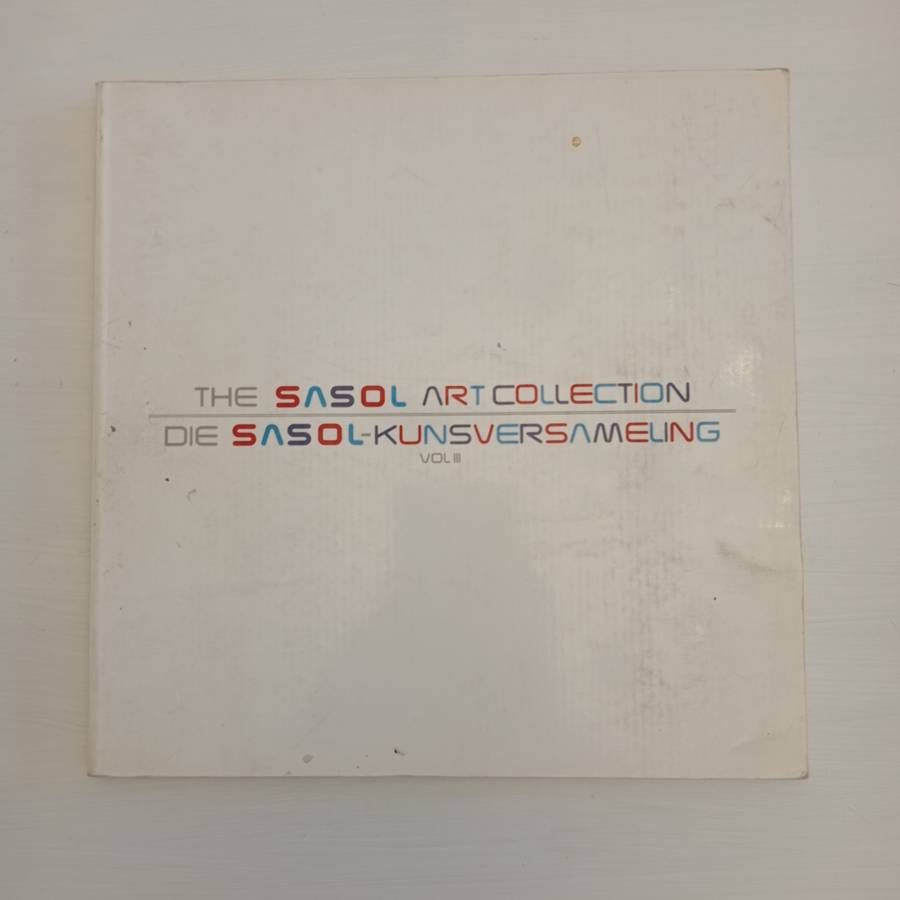 THE SASOL ART COLLECTION
DIE SASOL-KUNSVERSAMELING
VOL III